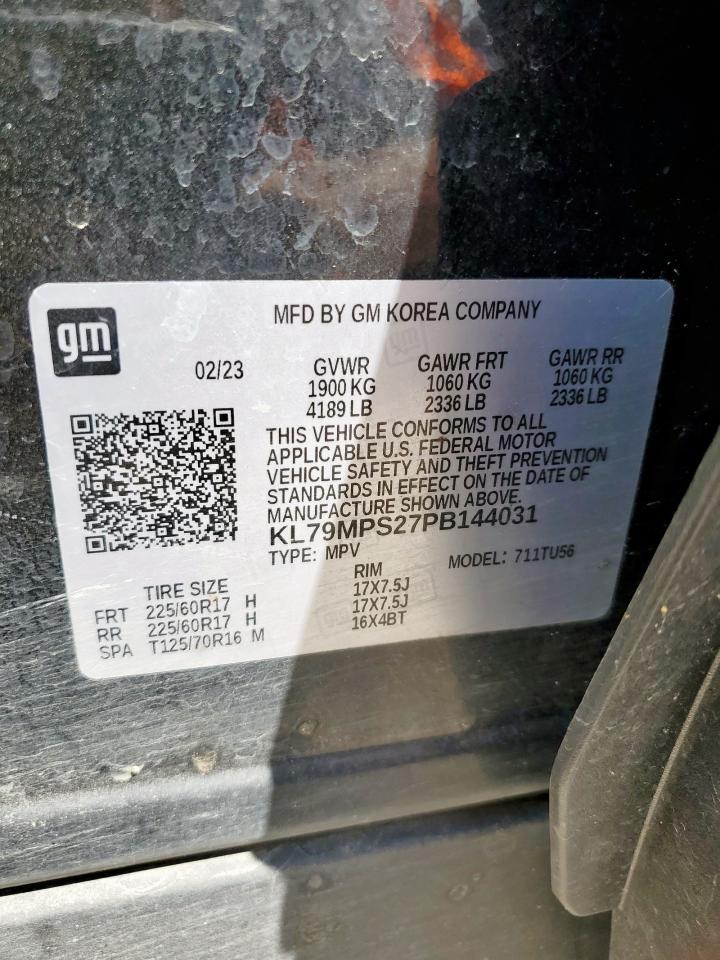 gm
MFD BY GM KOREA COMPANY
02/23
GVWR GAWR FRT GAWR RR
1900 KG 1060 KG 1060 KG
4189 LB 2336 LB 2336 LB
THIS VEHICLE CONFORMS TO ALL
APPLICABLE U.S. FEDERAL MOTOR
VEHICLE SAFETY AND THEFT PREVENTION
STANDARDS IN EFFECT ON THE DATE OF
MANUFACTURE SHOWN ABOVE.
KL79MPS27PB144031
TYPE: MPV MODEL: 711TU56
TIRE SIZE RIM
FRT 225/60R17 H 17X7.5J
RR 225/60R17 H 17X7.5J
SPA T125/70R16 M 16X4BT